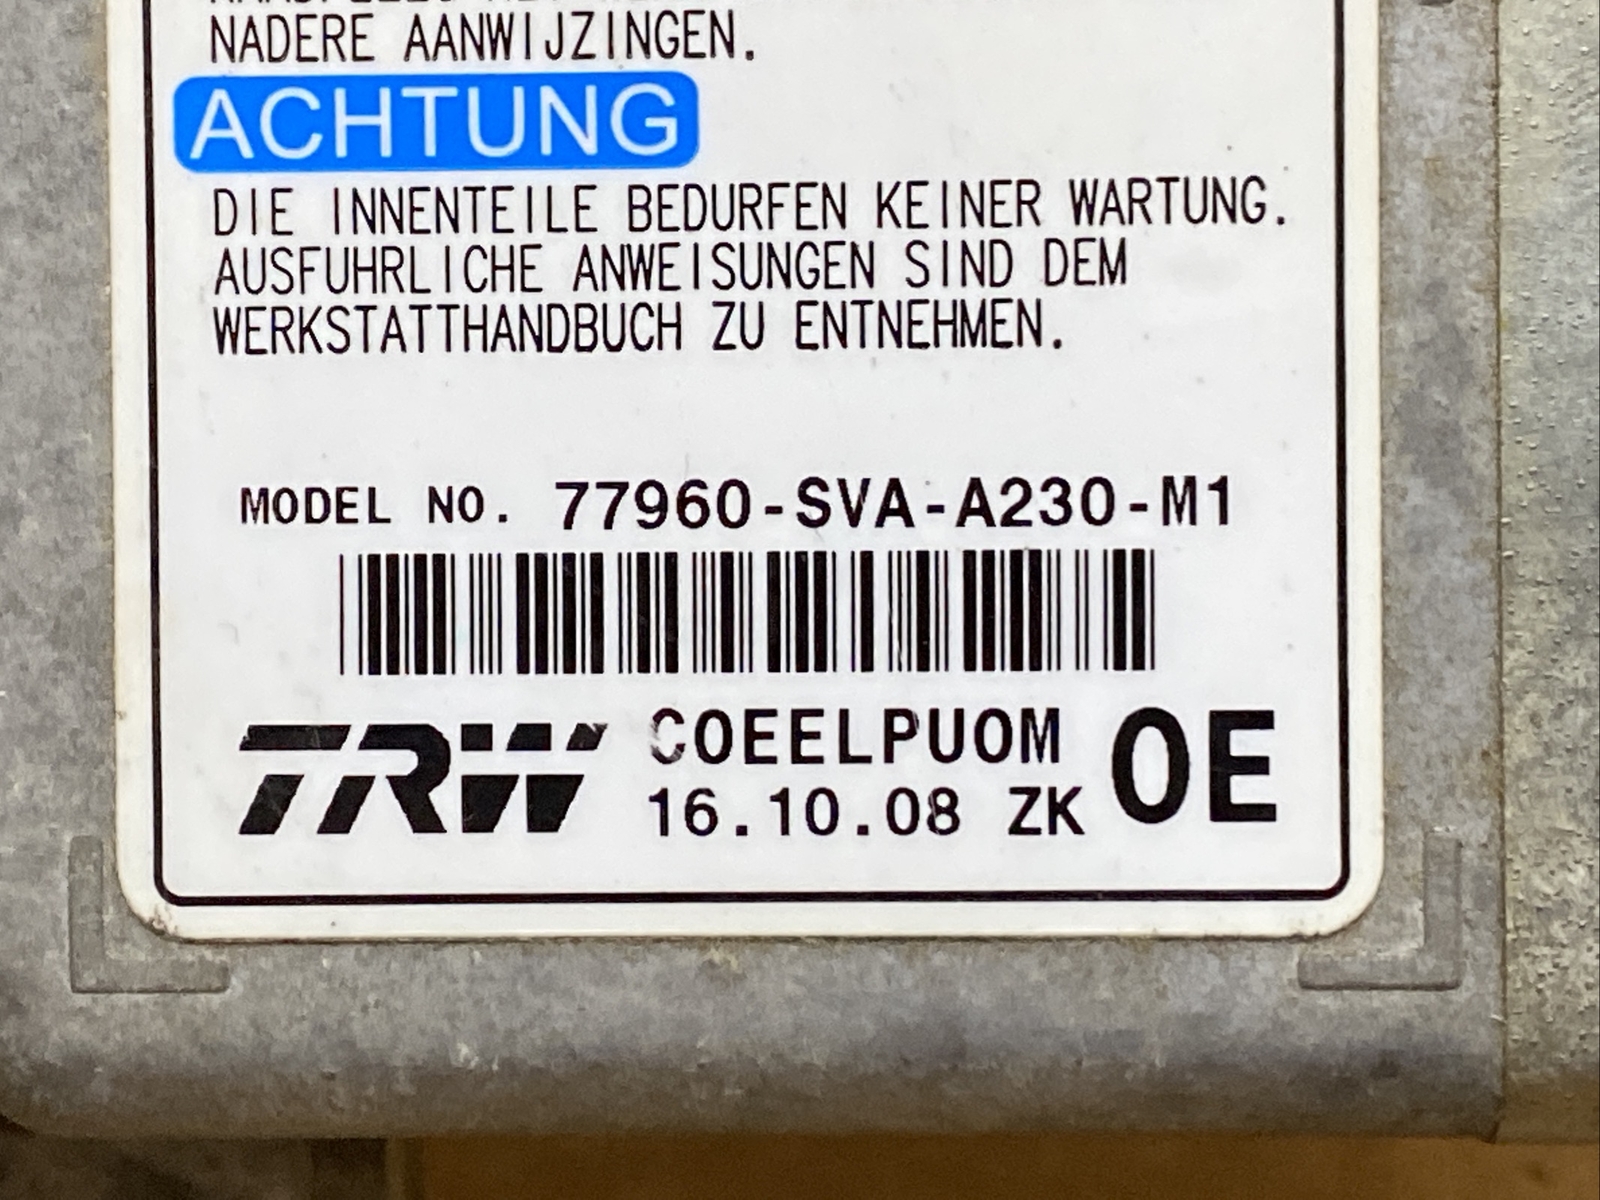 NADERE AANWIJZINGEN.
ACHTUNG
DIE INNENTEILE BEDURFEN KEINER WARTUNG.
AUSFUHRLICHE ANWEISUNGEN SIND DEM
WERKSTATTHANDBUCH ZU ENTNEHMEN.
MODEL NO. 77960-SVA-A230-M1
TRW COEELPUOM OE
16.10.08 ZK